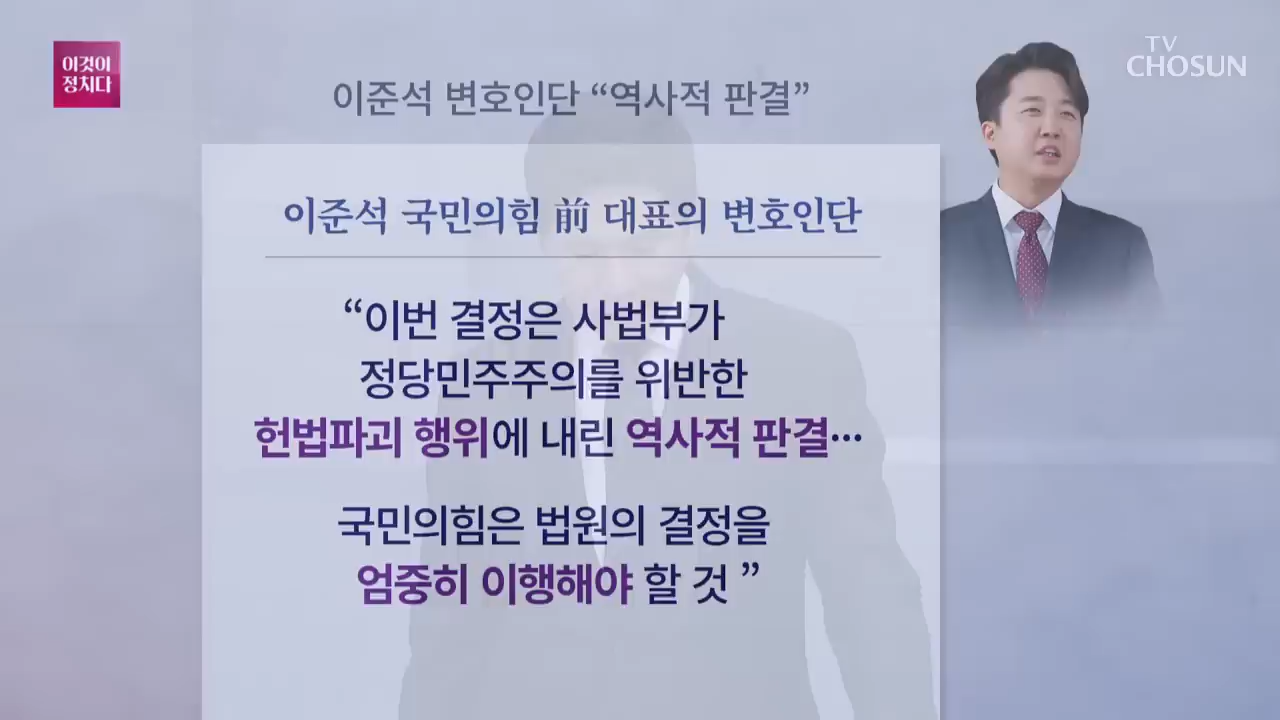 이것이
정치다
TV
CHOSUN
이준석 변호인단 “역사적 판결”
이준석 국민의힘 前 대표의 변호인단
“이번 결정은 사법부가
정당민주주의를 위반한
헌법파괴 행위에 내린 역사적 판결…
국민의힘은 법원의 결정을
엄중히 이행해야 할 것 ”